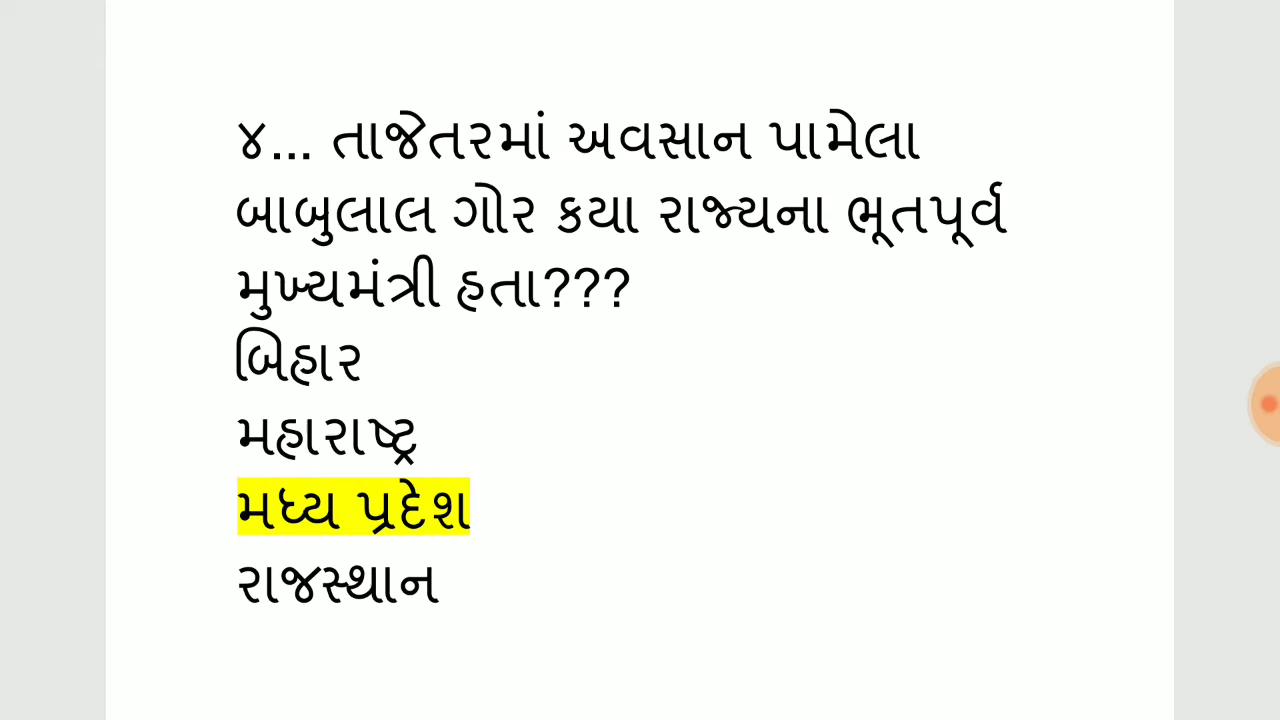 ૪... તાજેતરમાં અવસાન પામેલા
બાબુલાલ ગોર કયા રાજ્યના ભૂતપૂર્વ
મુખ્યમંત્રી હતા???
બિહાર
મહારાષ્ટ્ર
મધ્ય પ્રદેશ
રાજસ્થાન